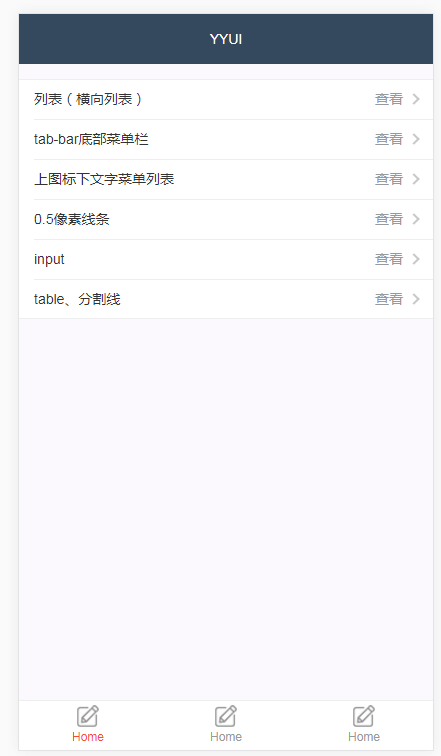 YYUI
列表（横向列表） 查看
tab-bar底部菜单栏 查看
上图标下文字菜单列表 查看
0.5像素线条 查看
input 查看
table、分割线 查看
Home Home Home